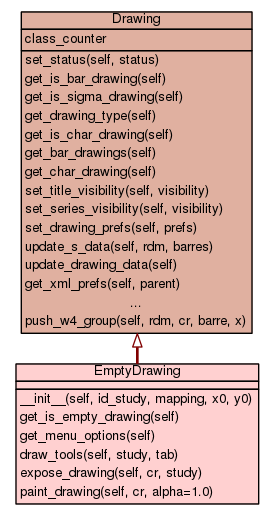 Drawing
class_counter
set_status(self, status)
get_is_bar_drawing(self)
get_is_sigma_drawing(self)
get_drawing_type(self)
get_is_char_drawing(self)
get_bar_drawings(self)
get_char_drawing(self)
set_title_visibility(self, visibility)
set_series_visibility(self, visibility)
set_drawing_prefs(self, prefs)
update_s_data(self, rdm, barres)
update_drawing_data(self)
get_xml_prefs(self, parent)
...
push_w4_group(self, rdm, cr, barre, x)
EmptyDrawing
__init__(self, id_study, mapping, x0, y0)
get_is_empty_drawing(self)
get_menu_options(self)
draw_tools(self, study, tab)
expose_drawing(self, cr, study)
paint_drawing(self, cr, alpha=1.0)